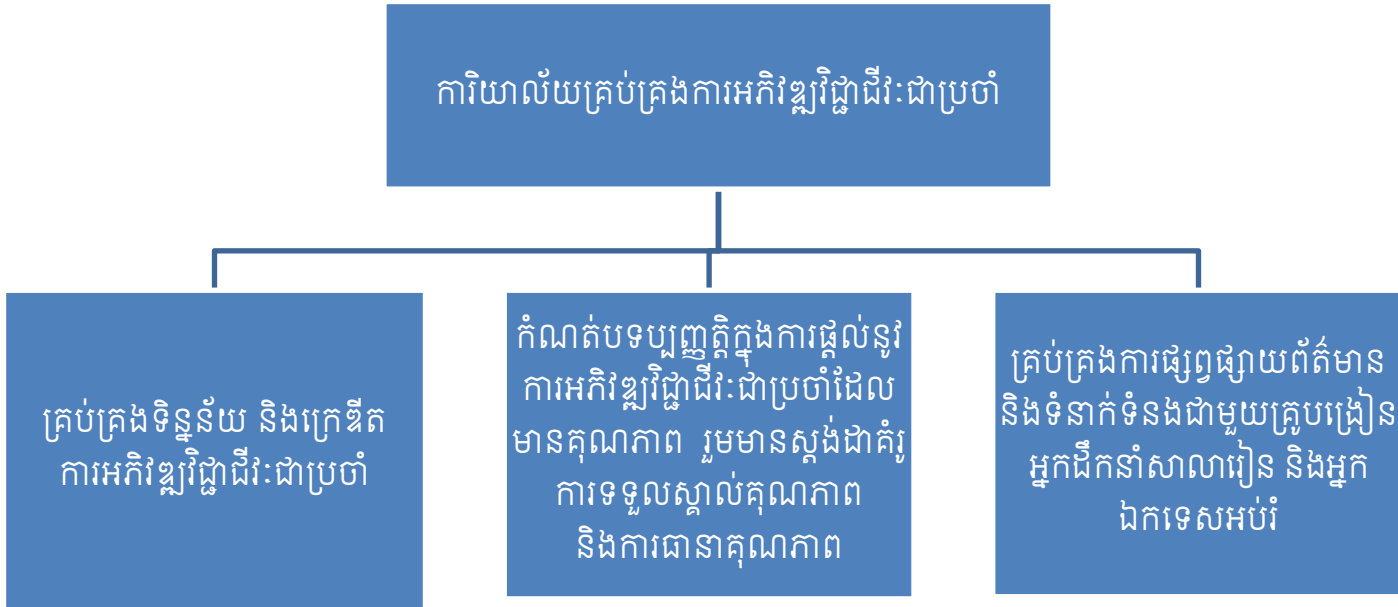 ការិយាល័យគ្រប់គ្រងការអភិវឌ្ឍវិជ្ជាជីវៈជាប្រចាំ
គ្រប់គ្រងទិន្នន័យ និងក្រេឌីត
ការអភិវឌ្ឍវិជ្ជាជីវៈជាប្រចាំ
កំណត់បទប្បញ្ញត្តិក្នុងការផ្តល់នូវ
ការអភិវឌ្ឍវិជ្ជាជីវៈជាប្រចាំដែល
មានគុណភាព រួមមានស្តង់ដាគំរូ
ការទទួលស្គាល់គុណភាព
និងការធានាគុណភាព
គ្រប់គ្រងការផ្សព្វផ្សាយព័ត៌មាន
និងទំនាក់ទំនងជាមួយគ្រូបង្រៀន
អ្នកដឹកនាំសាលារៀន និងអ្នក
ឯកទេសអប់រំ